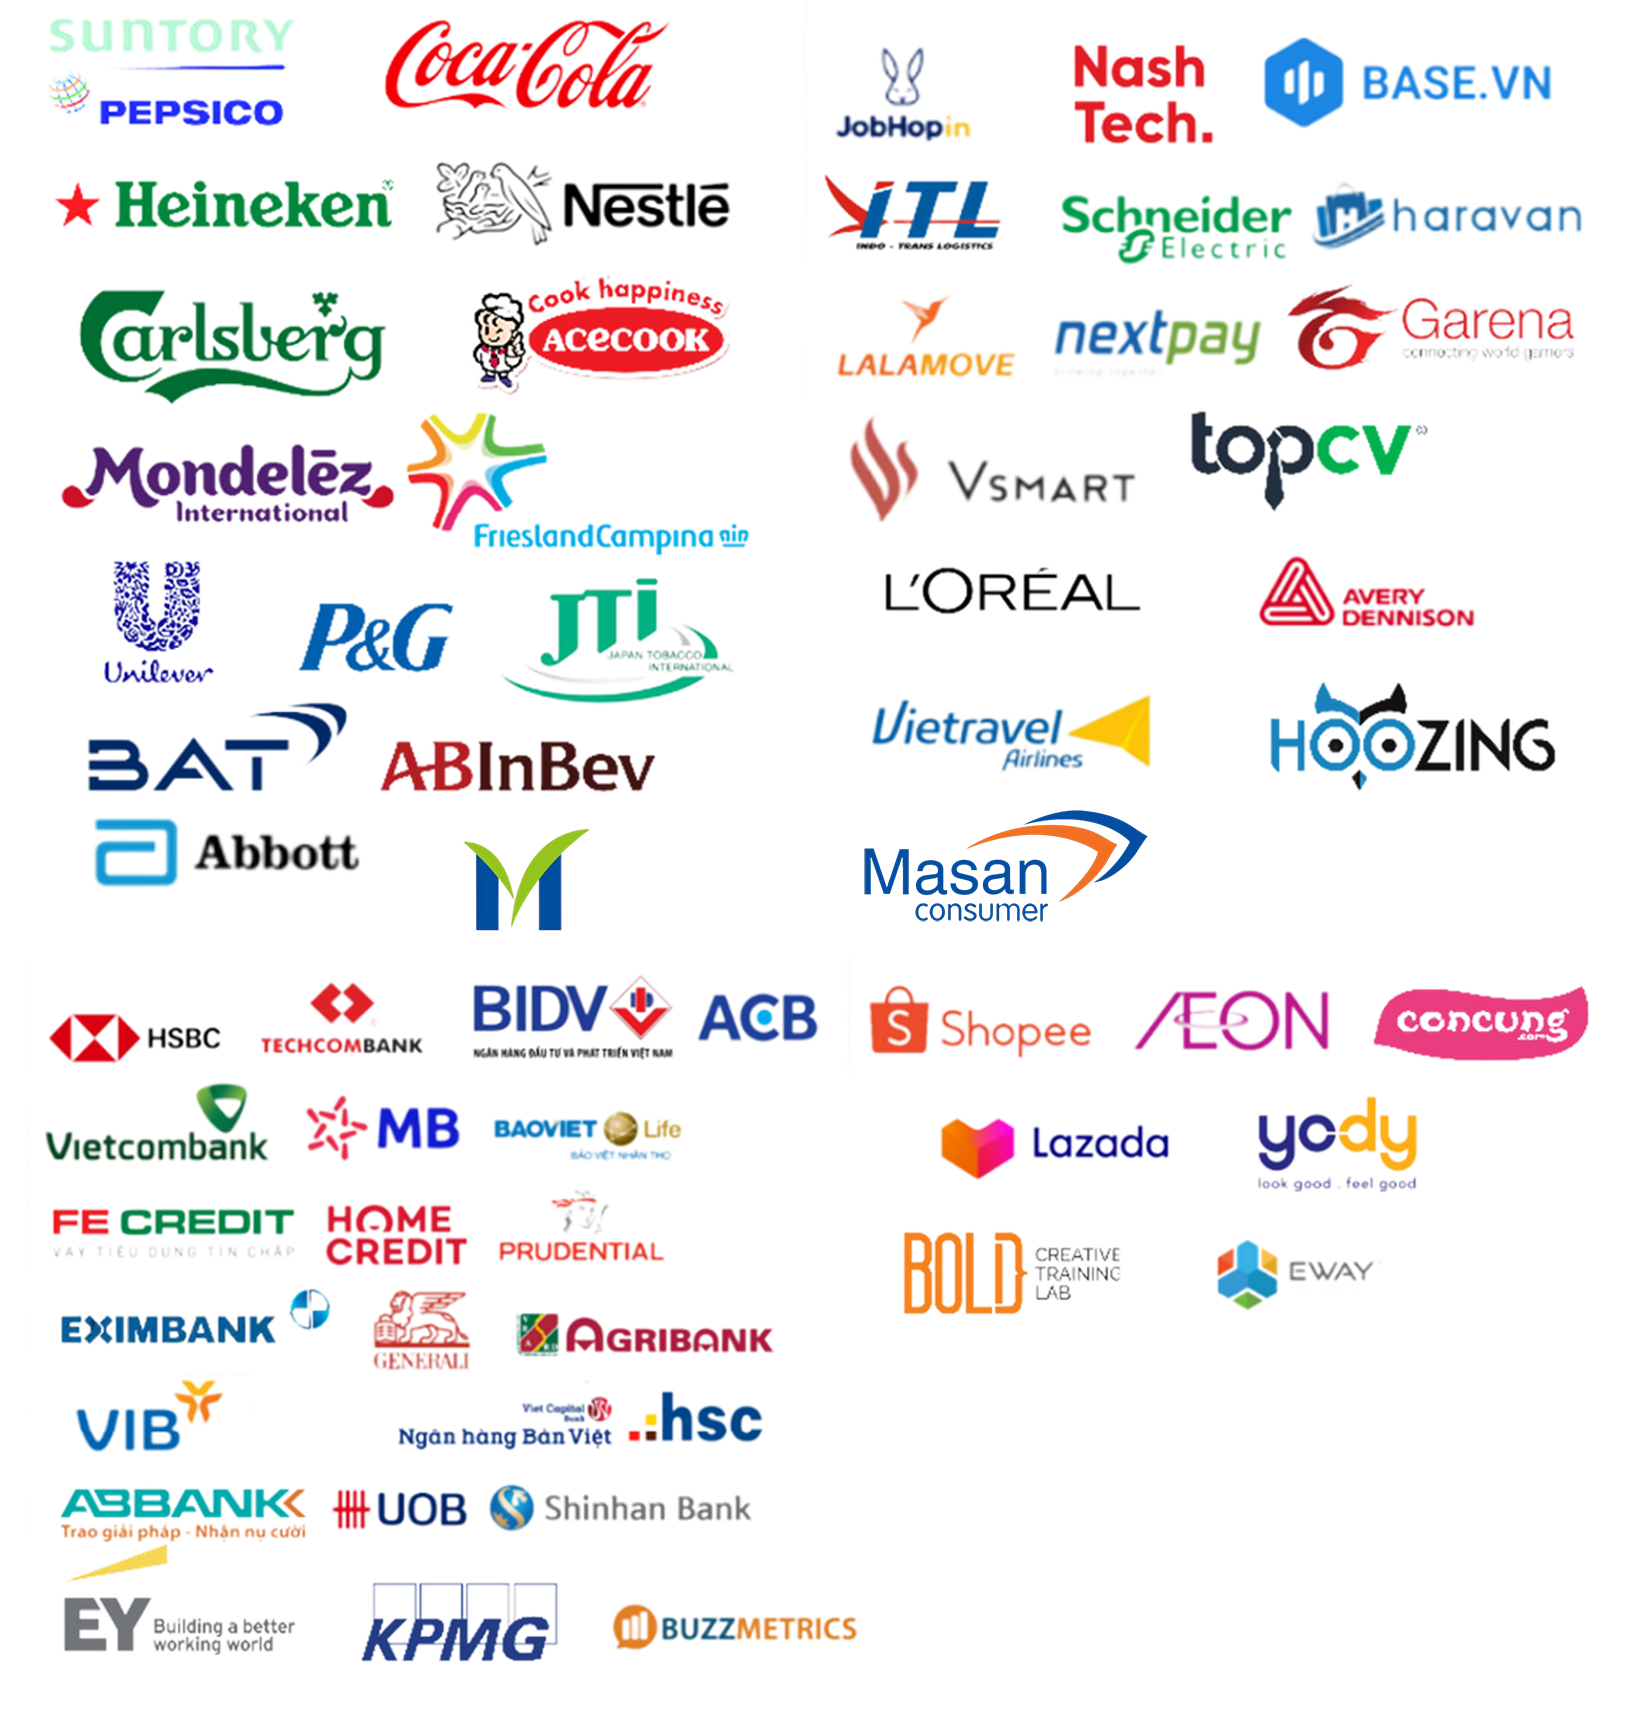 SUNTORY
PEPSICO
Coca-Cola
Heineken
Nestlé
Carlsberg
Cook happiness
ACECOOK
Mondelēz
International
FrieslandCampina
Unilever
P&G
JTI
JAPAN TOBACCO
INTERNATIONAL
BAT
ABInBev
Abbott
M
JobHopin
Nash
Tech.
BASE.VN
ITL
INDO - TRANS LOGISTICS
Schneider
Electric
haravan
LALAMOVE
nextpay
Growing together
Garena
connecting world gamers
VSMART
topcv
L'ORÉAL
AVERY
DENNISON
Vietravel
Airlines
HOOZING
Masan
consumer
HSBC
TECHCOMBANK
BIDV
NGÂN HÀNG ĐẦU TƯ VÀ PHÁT TRIỂN VIỆT NAM
ACB
Vietcombank
MB
BAOVIET Life
BẢO VIỆT NHÂN THỌ
FE CREDIT
VAY TIÊU DÙNG TÍN CHẤP
HOME
CREDIT
PRUDENTIAL
EXIMBANK
GENERALI
AGRIBANK
VIB
Viet Capital
Bank
Ngân hàng Bản Việt
hsc
ABBANK
Trao giải pháp - Nhận nụ cười
UOB
Shinhan Bank
EY
Building a better
working world
KPMG
BUZZMETRICS
S
Shopee
ÆON
concung
.com
Lazada
yody
look good . feel good
BOLD
CREATIVE
TRAINING
LAB
EWAY